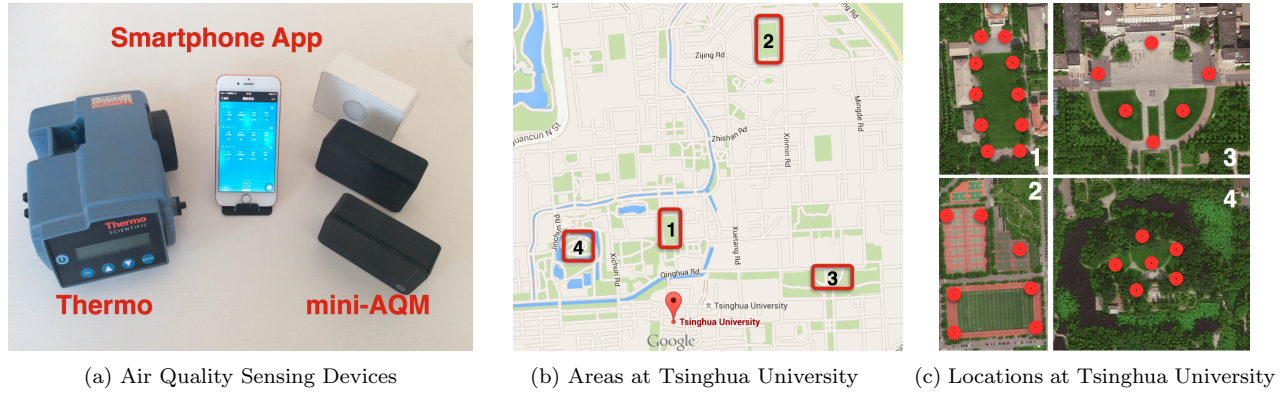 Smartphone App
Thermo
SCIENTIFIC
Thermo
mini-AQM
(a) Air Quality Sensing Devices
Zijing Rd
guancun N St
Zhishan Rd
Xinmin Rd
Mingde Rd
Jinchun Rd
Xichun Rd
Xuetang Rd
Qinghua Rd
2
1
4
3
文 Tsinghua University
Tsinghua University
Google
(b) Areas at Tsinghua University
1
3
2
4
(c) Locations at Tsinghua University